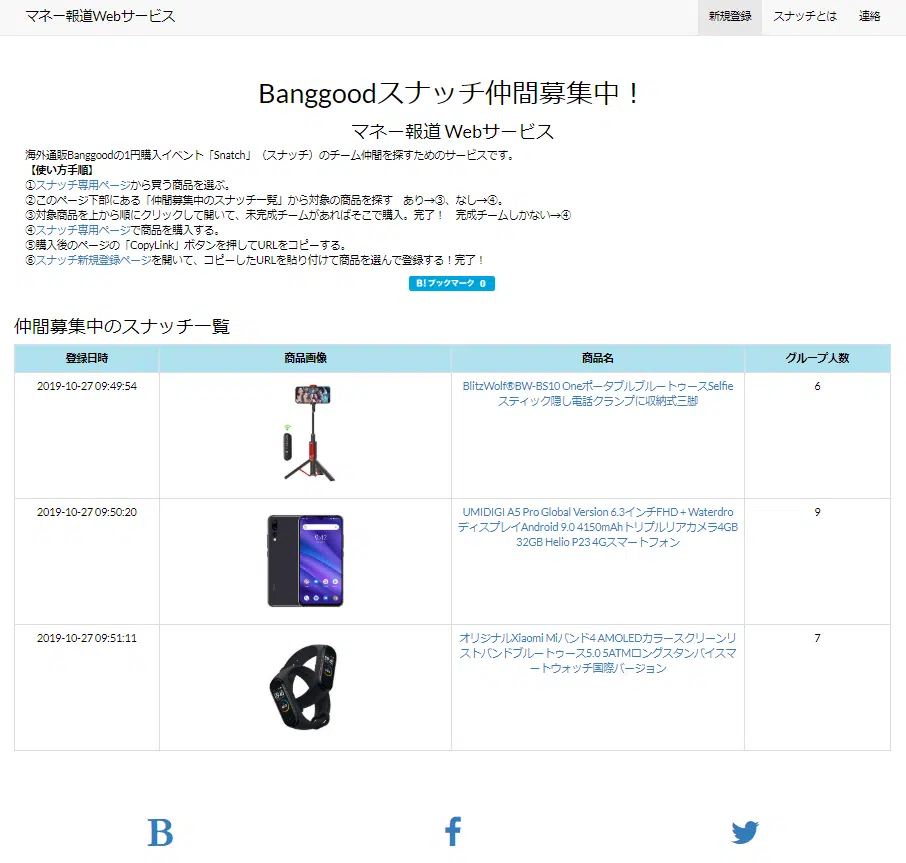 マネー報道Webサービス 新規登録 スナッチとは 連絡
Banggoodスナッチ仲間募集中！
マネー報道 Webサービス
海外通販Banggoodの1円購入イベント「Snatch」（スナッチ）のチーム仲間を探すためのサービスです。
【使い方手順】
①スナッチ専用ページから買う商品を選ぶ。
②このページ下部にある「仲間募集中のスナッチ一覧」から対象の商品を探す　あり→③、なし→④。
③対象商品を上から順にクリックして開いて、未完成チームがあればそこで購入。完了！　完成チームしかない→④
④スナッチ専用ページで商品を購入する。
⑤購入後のページの「CopyLink」ボタンを押してURLをコピーする。
⑥スナッチ新規登録ページを開いて、コピーしたURLを貼り付けて商品を選んで登録する！完了！
B!ブックマーク 0
仲間募集中のスナッチ一覧
登録日時 商品画像 商品名 グループ人数
2019-10-27 09:49:54 BlitzWolf®BW-BS10 OneポータブルブルートゥースSelfie 6
スティック隠し電話クランプに収納式三脚
2019-10-27 09:50:20 UMIDIGI A5 Pro Global Version 6.3インチFHD + Waterdro 9
ディスプレイAndroid 9.0 4150mAhトリプルリアカメラ4GB
32GB Helio P23 4Gスマートフォン
2019-10-27 09:51:11 オリジナルXiaomi Miバンド4 AMOLEDカラースクリーンリ 7
ストバンドブルートゥース5.0 5ATMロングスタンバイスマ
ートウォッチ国際バージョン
B